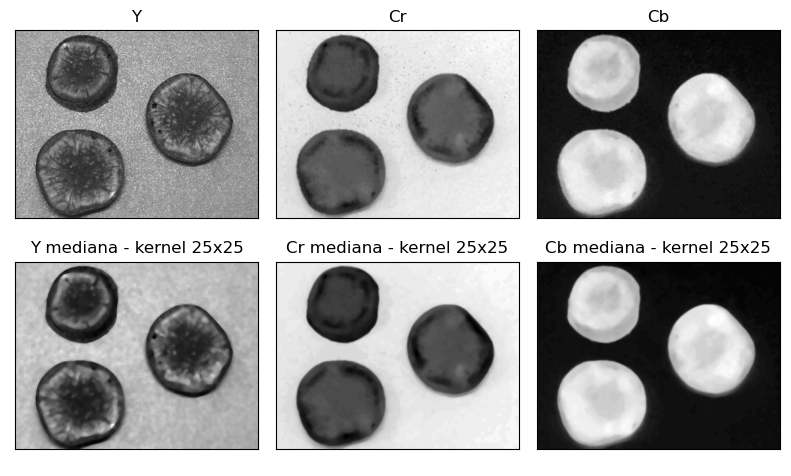 Y
Cr
Cb
Y mediana - kernel 25x25
Cr mediana - kernel 25x25
Cb mediana - kernel 25x25